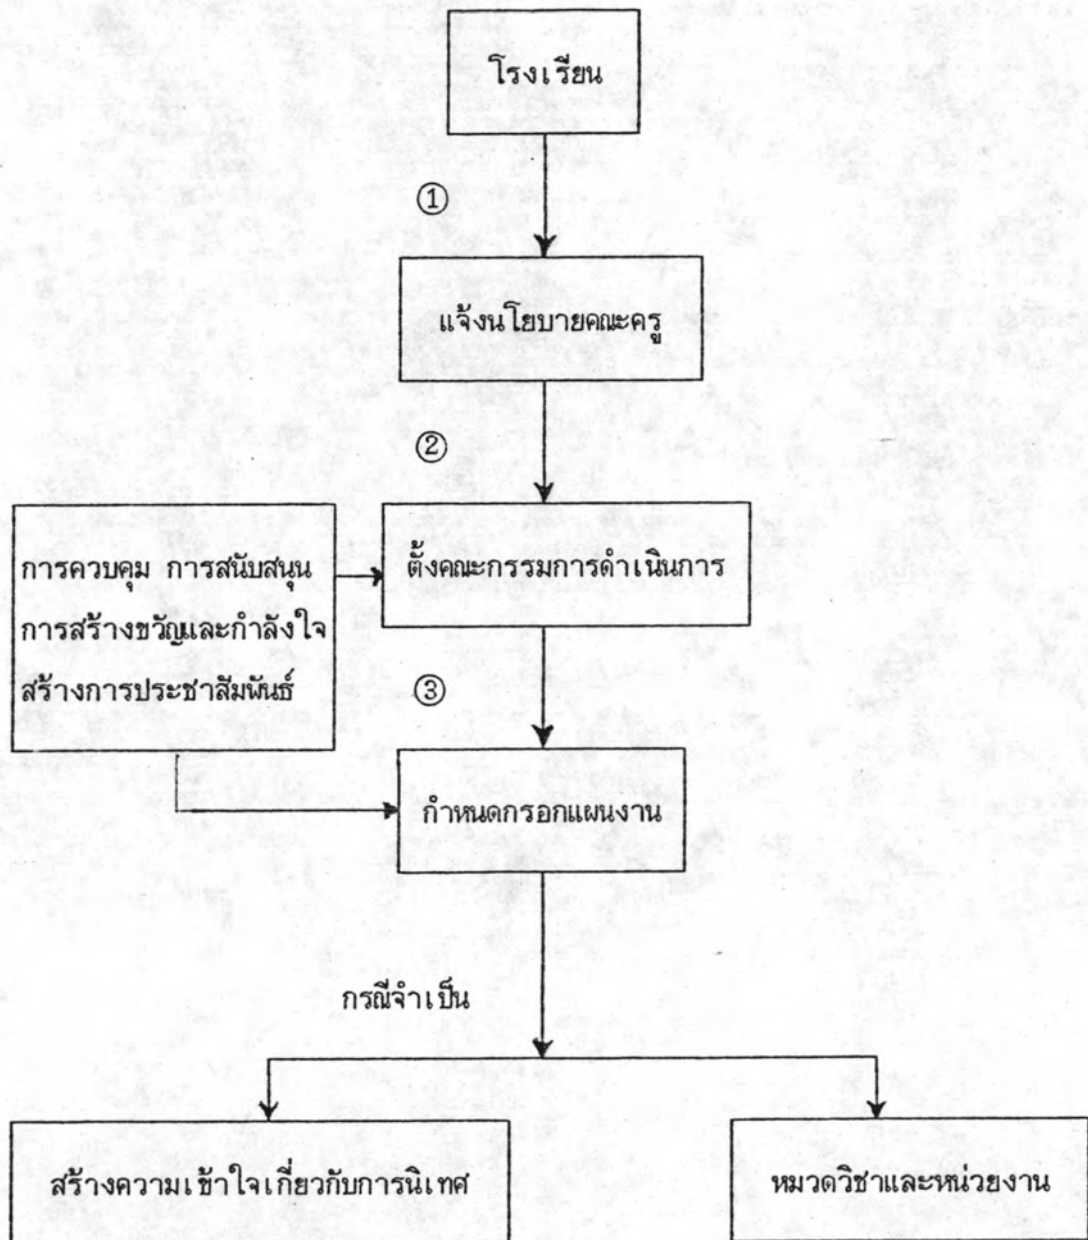 โรงเรียน
①
แจ้งนโยบายคณะครู
②
การควบคุม การสนับสนุน
การสร้างขวัญและกำลังใจ
สร้างการประชาสัมพันธ์
ตั้งคณะกรรมการดำเนินการ
③
กำหนดกรอกแผนงาน
กรณีจำเป็น
สร้างความเข้าใจเกี่ยวกับการนิเทศ
หมวดวิชาและหน่วยงาน